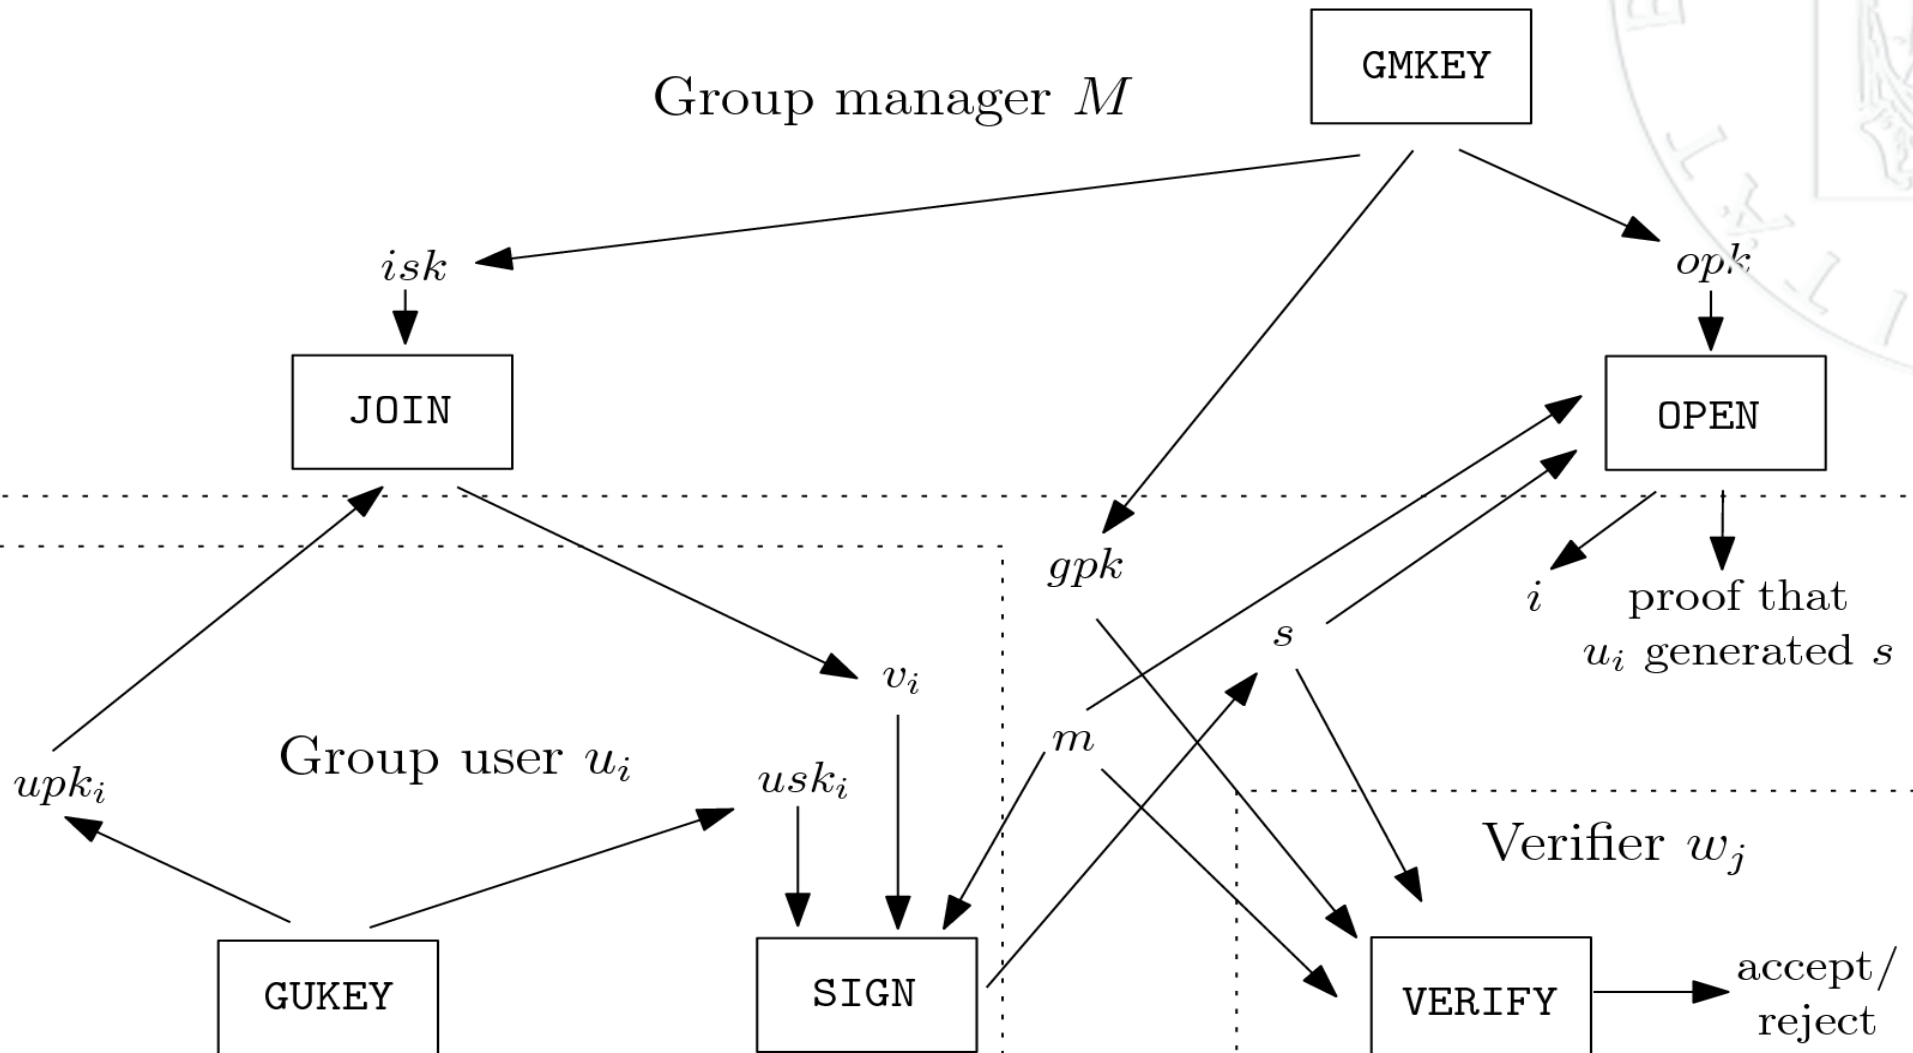 GMKEY
Group manager M
isk
opk
JOIN
OPEN
gpk
i
proof that
u_i generated s
s
v_i
m
Group user u_i
usk_i
upk_i
Verifier w_j
GUKEY
SIGN
VERIFY
accept/
reject